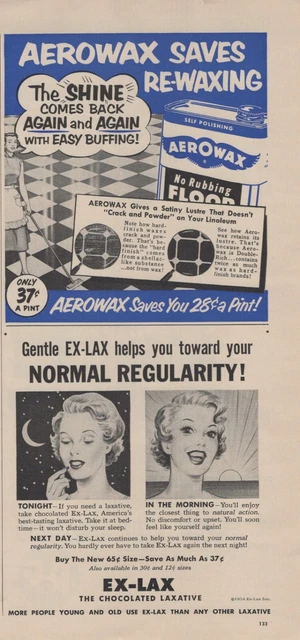 AEROWAX SAVES
RE-WAXING
The SHINE
COMES BACK
AGAIN and AGAIN
WITH EASY BUFFING!
SELF POLISHING
AEROWAX
No Rubbing
FLOOR
AEROWAX Gives a Satiny Lustre That Doesn't
"Crack and Powder" on Your Linoleum
Note how hard-
finish waxes
crack and pow-
der. That's be-
cause the "hard
finish" comes
from a shellac-
like substance
...not from wax!
See how Aero-
wax retains its
lustre. That's
because Aero-
wax is Double-
Rich...contains
twice as much
wax as hard-
finish brands!
ONLY
37¢
A PINT
AEROWAX Saves You 28¢ a Pint!
Gentle EX-LAX helps you toward your
NORMAL REGULARITY!
TONIGHT—If you need a laxative,
take chocolated Ex-Lax, America's
best-tasting laxative. Take it at bed-
time—it won't disturb your sleep.
IN THE MORNING—You'll enjoy
the closest thing to natural action.
No discomfort or upset. You'll soon
feel like yourself again!
NEXT DAY—Ex-Lax continues to help you toward your normal
regularity. You hardly ever have to take Ex-Lax again the next night!
Buy The New 65¢ Size—Save As Much As 37¢
Also available in 30¢ and 12¢ sizes
EX-LAX
THE CHOCOLATED LAXATIVE
©1954 Ex-Lax Inc.
MORE PEOPLE YOUNG AND OLD USE EX-LAX THAN ANY OTHER LAXATIVE
133